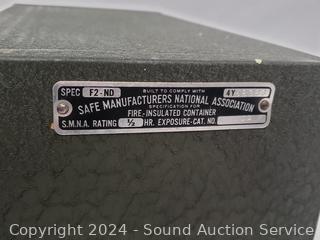 SPEC F2-ND BUILT TO COMPLY WITH 4Y
SAFE MANUFACTURERS NATIONAL ASSOCIATION
SPECIFICATION FOR
FIRE-INSULATED CONTAINER
S.M.N.A. RATING ½ HR. EXPOSURE-CAT. NO.
Copyright 2024 - Sound Auction Service